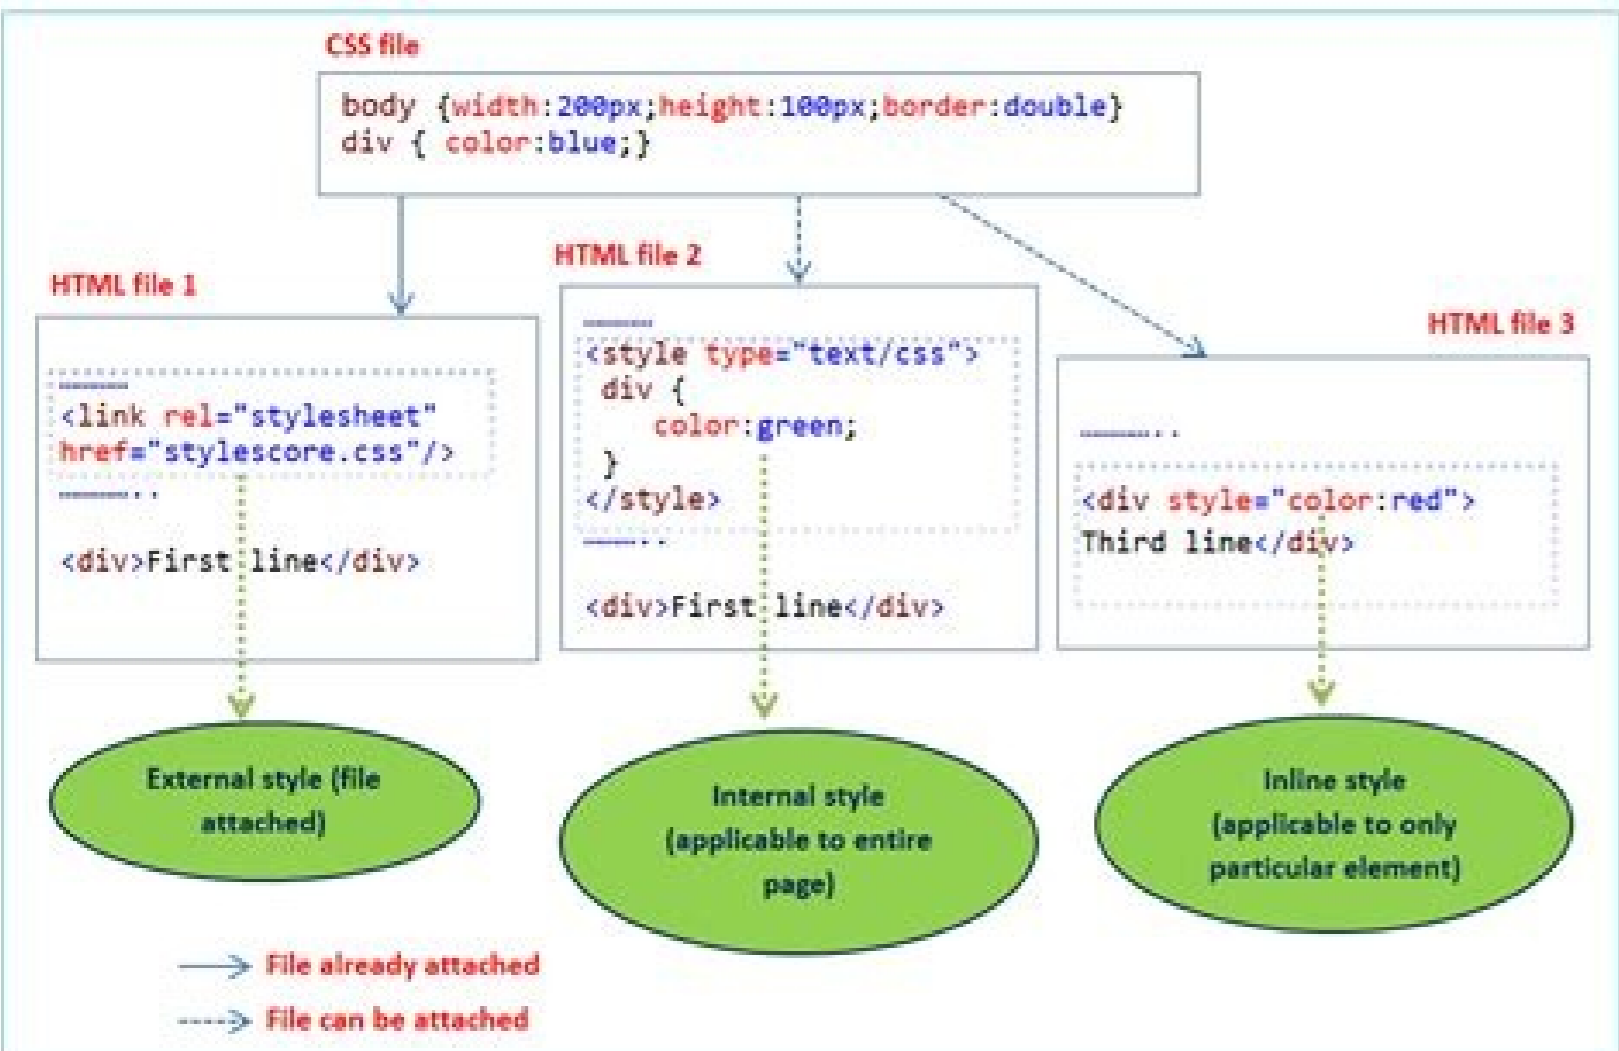 CSS file
body {width:200px;height:100px;border:double}
div { color:blue;}
HTML file 1
<link rel="stylesheet"
href="stylescore.css"/>
<div>First line</div>
External style (file
attached)
HTML file 2
<style type="text/css">
div {
color:green;
}
</style>
<div>First line</div>
Internal style
(applicable to entire
page)
HTML file 3
<div style="color:red">
Third line</div>
Inline style
(applicable to only
particular element)
File already attached
File can be attached